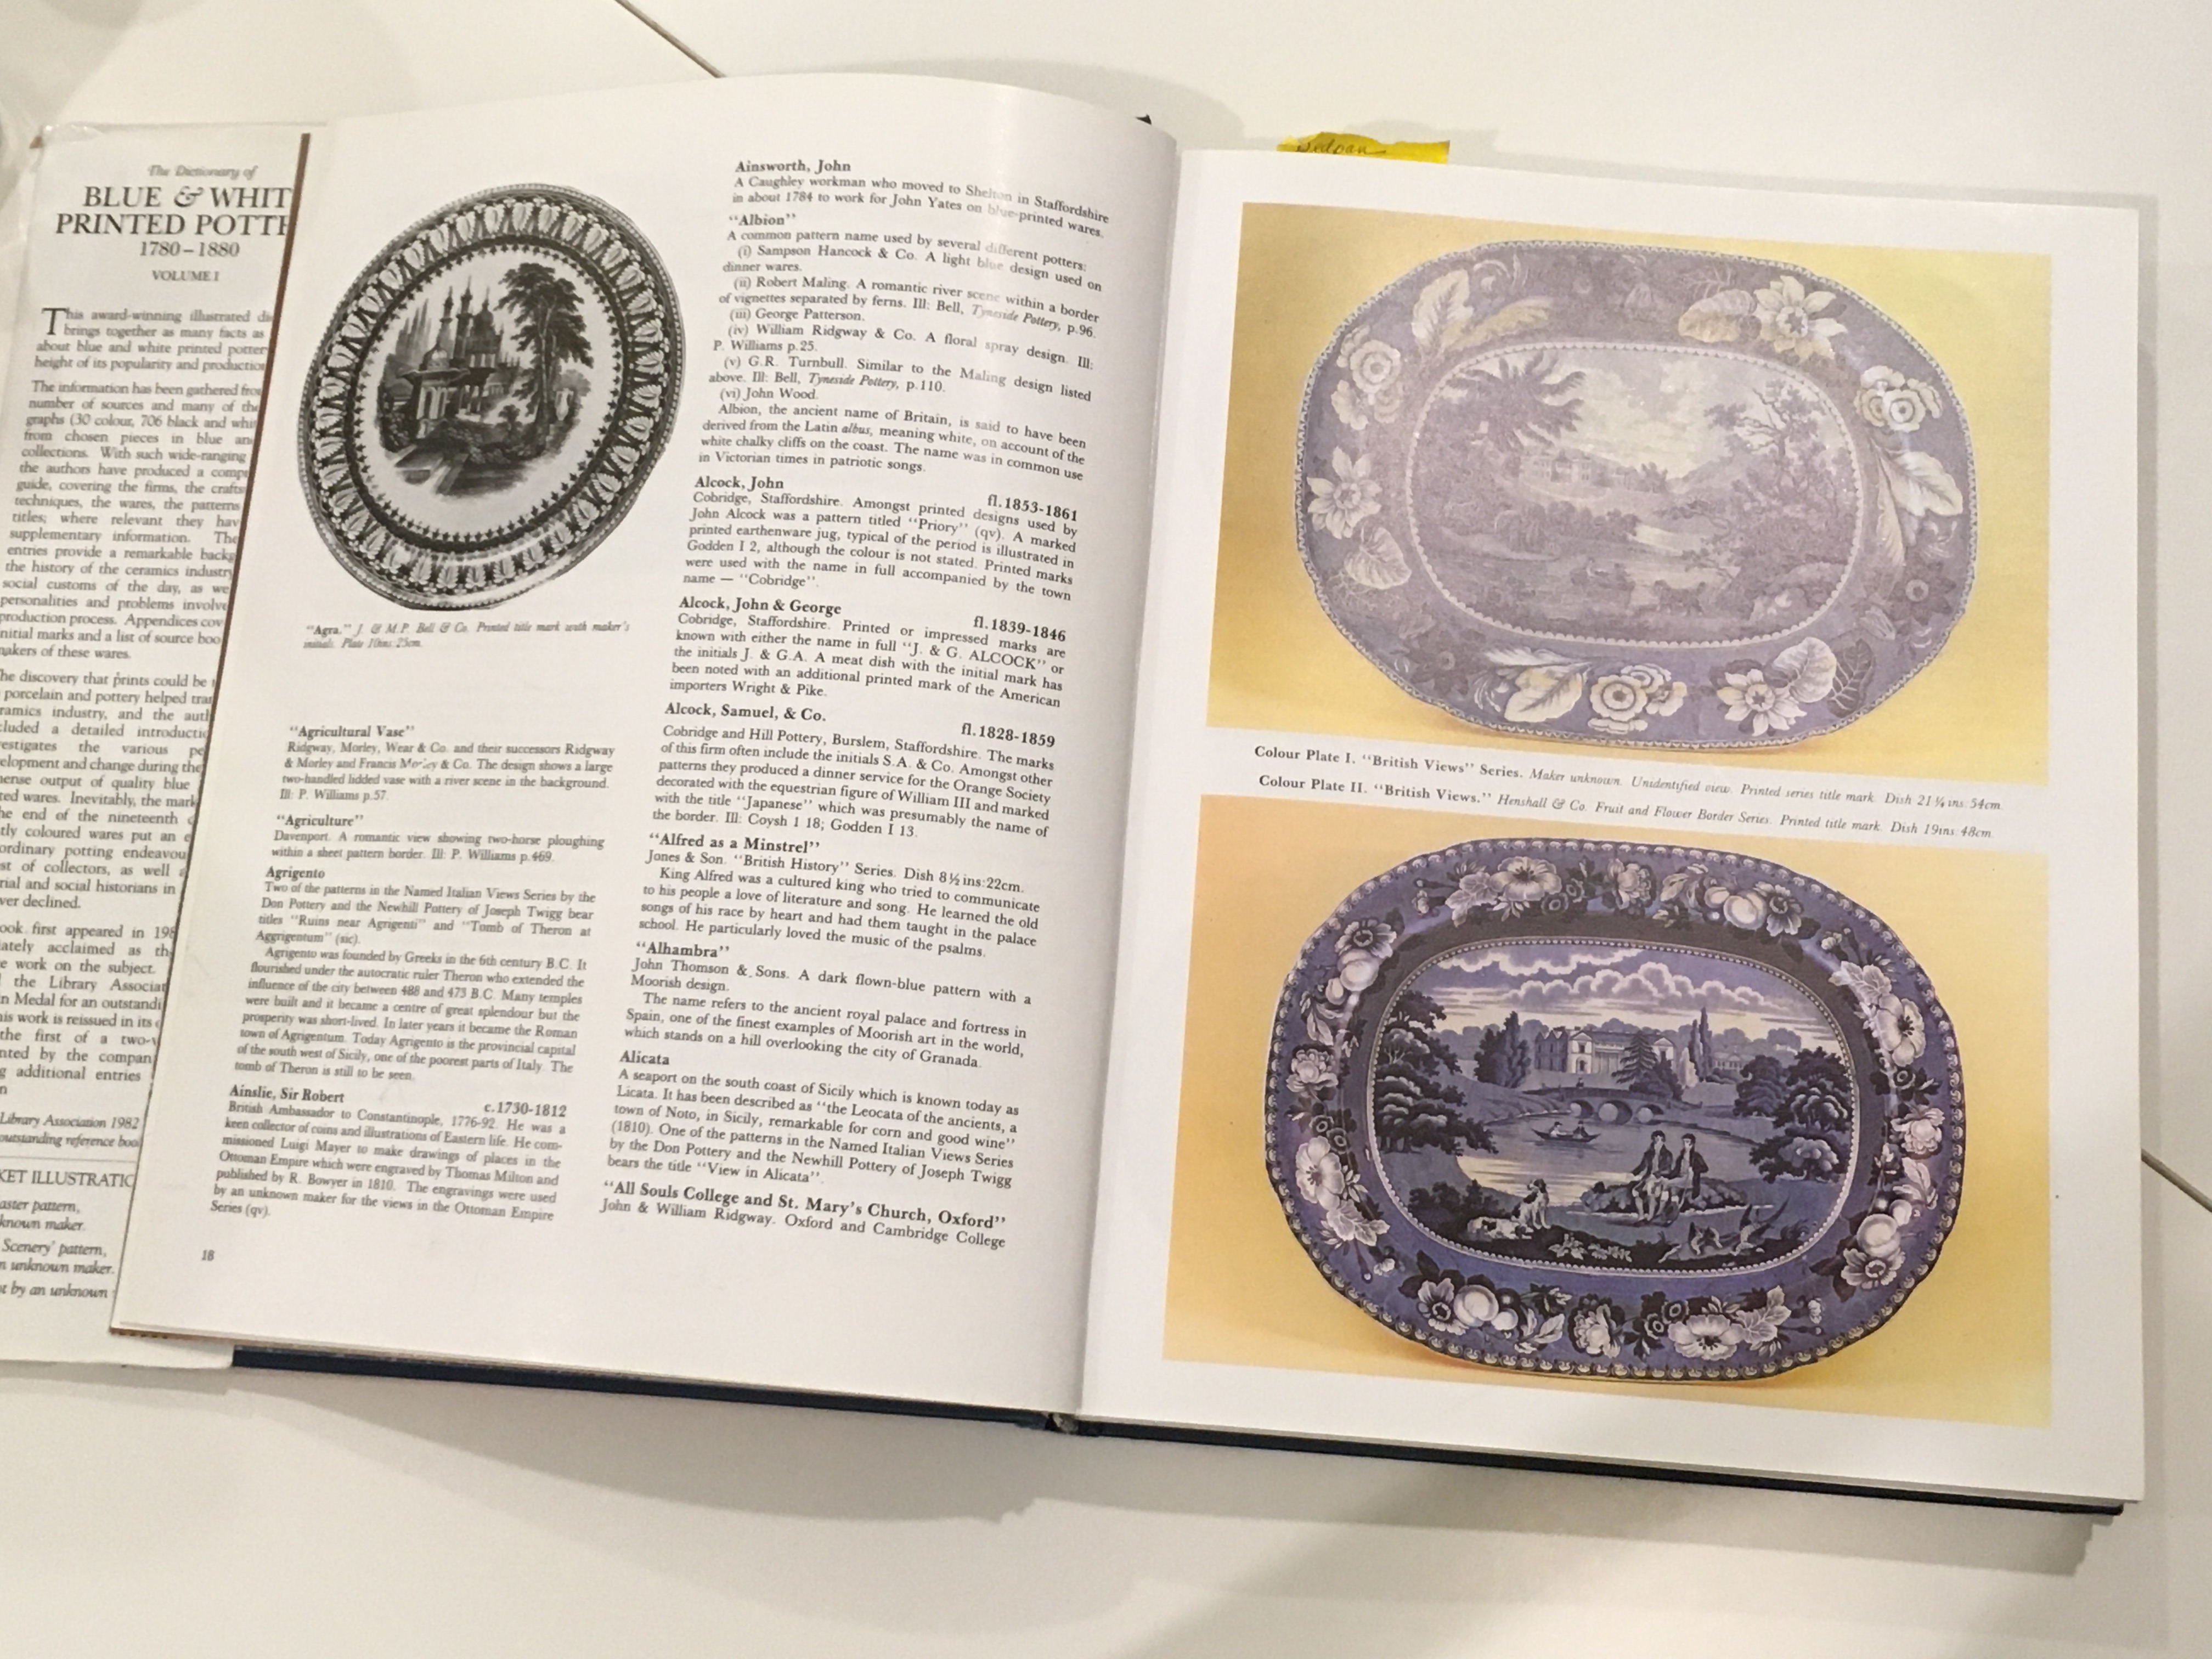 The Dictionary of
BLUE & WHIT
PRINTED POTTE
1780–1880
VOLUME I
This award-winning illustrated di
brings together as many facts as
about blue and white printed potter
height of its popularity and production
The information has been gathered from
number of sources and many of the
graphs (30 colour, 706 black and whi
from chosen pieces in blue an
collections. With such wide-ranging
the authors have produced a comp
guide, covering the firms, the crafts
techniques, the wares, the patterns
titles; where relevant they hav
supplementary information. The
entries provide a remarkable backg
the history of the ceramics industry
social customs of the day, as we
personalities and problems involve
production process. Appendices cov
nitial marks and a list of source boo
makers of these wares.
he discovery that prints could be
porcelain and pottery helped tran
ramics industry, and the auth
cluded a detailed introductio
estigates the various pe
elopment and change during the
ense output of quality blue
ted wares. Inevitably, the mark
he end of the nineteenth c
tly coloured wares put an e
ordinary potting endeavou
st of collectors, as well a
rial and social historians in
ver declined.
ook first appeared in 198
iately acclaimed as th
e work on the subject.
the Library Associat
n Medal for an outstandi
is work is reissued in its
the first of a two-v
nted by the compan
g additional entries
n
Library Association 1982
outstanding reference boo
KET ILLUSTRATIC
aster pattern,
known maker.
Scenery' pattern,
n unknown maker.
t by an unknown
"Agra." J. & M.P. Bell & Co. Printed title mark with maker's
initials. Plate 10ins:25cm.
"Agricultural Vase"
Ridgway, Morley, Wear & Co. and their successors Ridgway
& Morley and Francis Morley & Co. The design shows a large
two-handled lidded vase with a river scene in the background.
Ill: P. Williams p.57.
"Agriculture"
Davenport. A romantic view showing two-horse ploughing
within a sheet pattern border. Ill: P. Williams p.469.
Agrigento
Two of the patterns in the Named Italian Views Series by the
Don Pottery and the Newhill Pottery of Joseph Twigg bear
titles "Ruins near Agrigenti" and "Tomb of Theron at
Aggrigentum" (sic).
Agrigento was founded by Greeks in the 6th century B.C. It
flourished under the autocratic ruler Theron who extended the
influence of the city between 488 and 473 B.C. Many temples
were built and it became a centre of great splendour but the
prosperity was short-lived. In later years it became the Roman
town of Agrigentum. Today Agrigento is the provincial capital
of the south west of Sicily, one of the poorest parts of Italy. The
tomb of Theron is still to be seen.
Ainslie, Sir Robert c.1730-1812
British Ambassador to Constantinople, 1776-92. He was a
keen collector of coins and illustrations of Eastern life. He com-
missioned Luigi Mayer to make drawings of places in the
Ottoman Empire which were engraved by Thomas Milton and
published by R. Bowyer in 1810. The engravings were used
by an unknown maker for the views in the Ottoman Empire
Series (qv).
18
Ainsworth, John
A Caughley workman who moved to Shelton in Staffordshire
in about 1784 to work for John Yates on blue-printed wares.
"Albion"
A common pattern name used by several different potters:
(i) Sampson Hancock & Co. A light blue design used on
dinner wares.
(ii) Robert Maling. A romantic river scene within a border
of vignettes separated by ferns. Ill: Bell, Tyneside Pottery, p.96.
(iii) George Patterson.
(iv) William Ridgway & Co. A floral spray design. Ill:
P. Williams p.25.
(v) G.R. Turnbull. Similar to the Maling design listed
above. Ill: Bell, Tyneside Pottery, p.110.
(vi) John Wood.
Albion, the ancient name of Britain, is said to have been
derived from the Latin albus, meaning white, on account of the
white chalky cliffs on the coast. The name was in common use
in Victorian times in patriotic songs.
Alcock, John fl.1853-1861
Cobridge, Staffordshire. Amongst printed designs used by
John Alcock was a pattern titled "Priory" (qv). A marked
printed earthenware jug, typical of the period is illustrated in
Godden I 2, although the colour is not stated. Printed marks
were used with the name in full accompanied by the town
name — "Cobridge".
Alcock, John & George fl.1839-1846
Cobridge, Staffordshire. Printed or impressed marks are
known with either the name in full "J. & G. ALCOCK" or
the initials J. & G.A. A meat dish with the initial mark has
been noted with an additional printed mark of the American
importers Wright & Pike.
Alcock, Samuel, & Co. fl.1828-1859
Cobridge and Hill Pottery, Burslem, Staffordshire. The marks
of this firm often include the initials S.A. & Co. Amongst other
patterns they produced a dinner service for the Orange Society
decorated with the equestrian figure of William III and marked
with the title "Japanese" which was presumably the name of
the border. Ill: Coysh 1 18; Godden I 13.
"Alfred as a Minstrel"
Jones & Son. "British History" Series. Dish 8½ins:22cm.
King Alfred was a cultured king who tried to communicate
to his people a love of literature and song. He learned the old
songs of his race by heart and had them taught in the palace
school. He particularly loved the music of the psalms.
"Alhambra"
John Thomson & Sons. A dark flown-blue pattern with a
Moorish design.
The name refers to the ancient royal palace and fortress in
Spain, one of the finest examples of Moorish art in the world,
which stands on a hill overlooking the city of Granada.
Alicata
A seaport on the south coast of Sicily which is known today as
Licata. It has been described as "the Leocata of the ancients, a
town of Noto, in Sicily, remarkable for corn and good wine"
(1810). One of the patterns in the Named Italian Views Series
by the Don Pottery and the Newhill Pottery of Joseph Twigg
bears the title "View in Alicata".
"All Souls College and St. Mary's Church, Oxford"
John & William Ridgway. Oxford and Cambridge College
Colour Plate I. "British Views" Series. Maker unknown. Unidentified view. Printed series title mark. Dish 21¼ins:54cm.
Colour Plate II. "British Views." Henshall & Co. Fruit and Flower Border Series. Printed title mark. Dish 19ins:48cm.